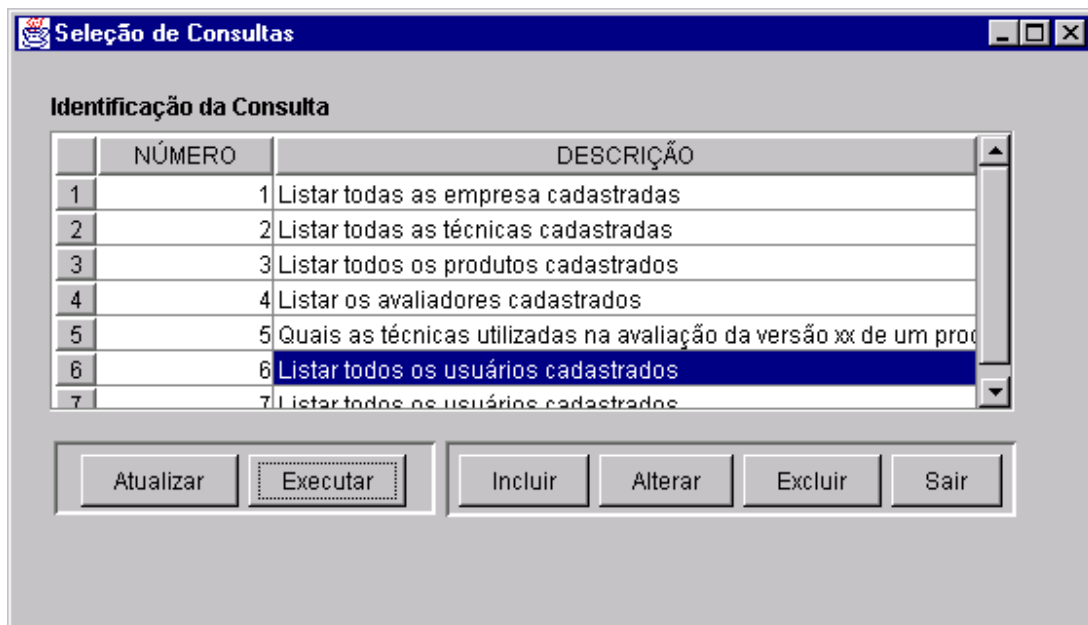 Seleção de Consultas
Identificação da Consulta
NÚMERO DESCRIÇÃO
1 1 Listar todas as empresa cadastradas
2 2 Listar todas as técnicas cadastradas
3 3 Listar todos os produtos cadastrados
4 4 Listar os avaliadores cadastrados
5 5 Quais as técnicas utilizadas na avaliação da versão xx de um prod
6 6 Listar todos os usuários cadastrados
7 7 Listar todos os usuários cadastrados
Atualizar Executar Incluir Alterar Excluir Sair